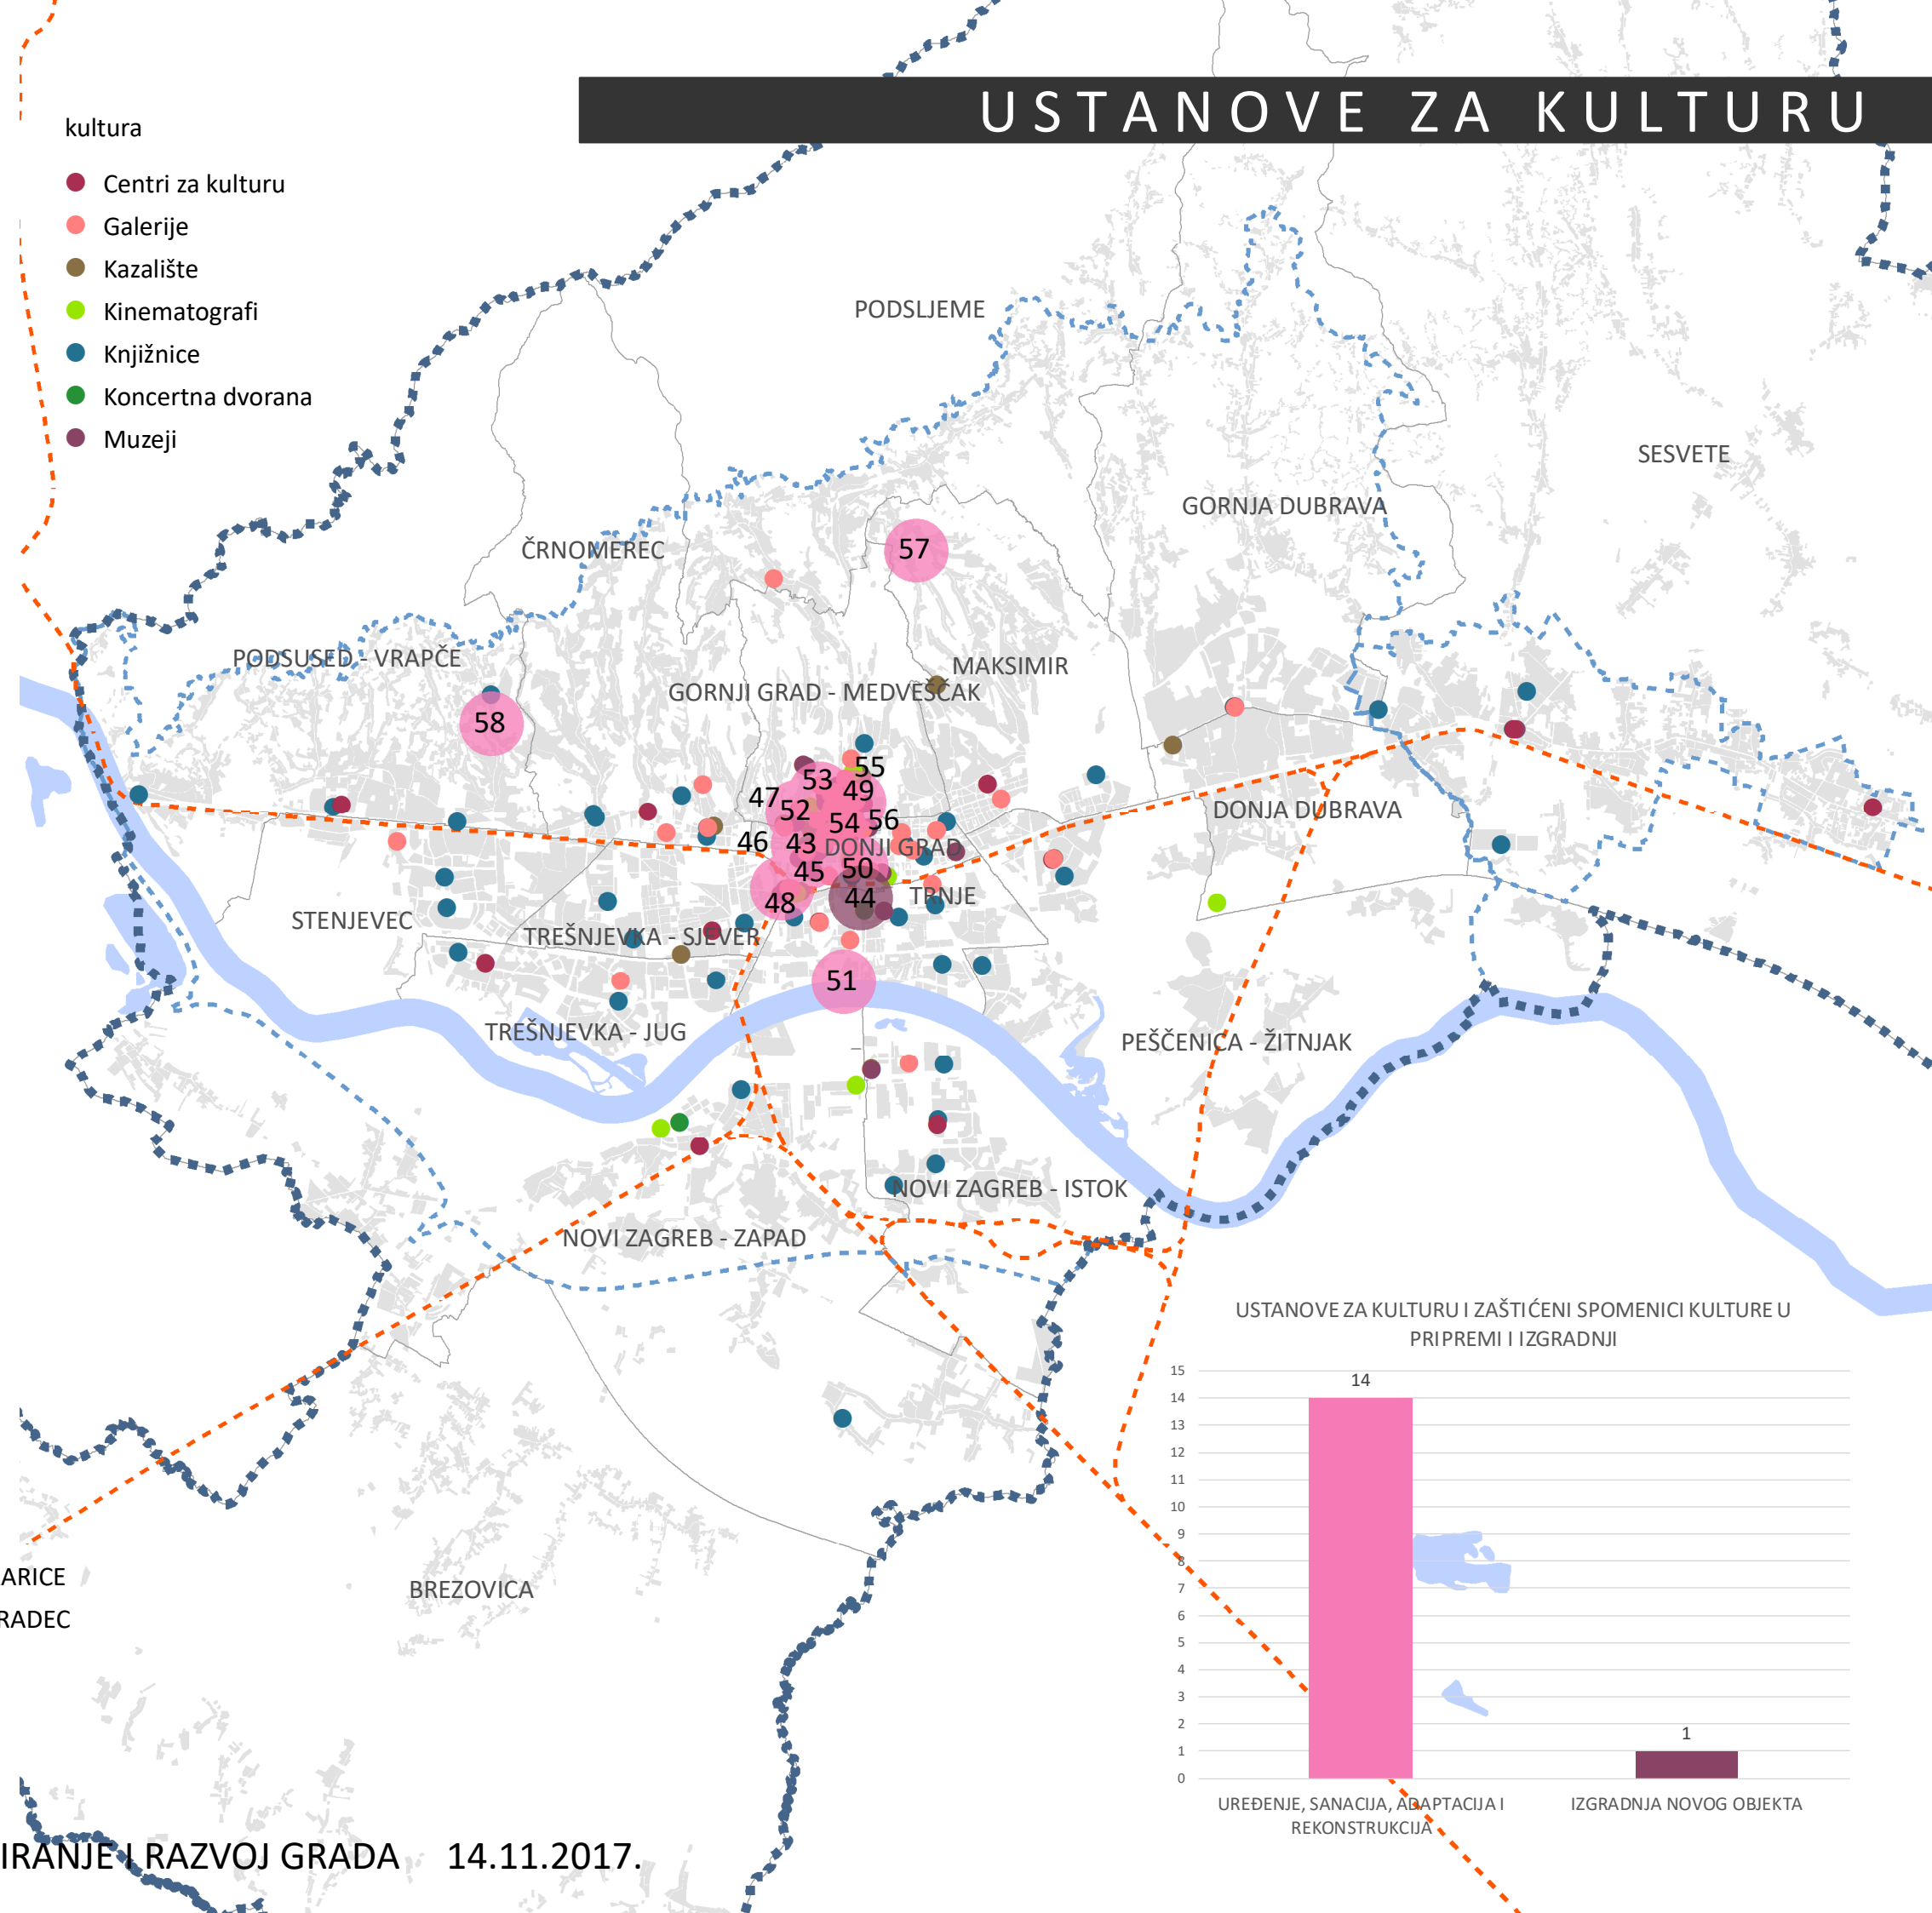 USTANOVE ZA KULTURU
kultura
Centri za kulturu
Galerije
Kazalište
Kinematografi
Knjižnice
Koncertna dvorana
Muzeji
PODSLJEME
SESVETE
GORNJA DUBRAVA
ČRNOMEREC
57
PODSUSED - VRAPČE
MAKSIMIR
GORNJI GRAD - MEDVEŠČAK
58
55
53
49
47
52
DONJA DUBRAVA
54
56
46
43
DONJI GRAD
45
50
48
44
TRNJE
STENJEVEC
TREŠNJEVKA - SJEVER
51
TREŠNJEVKA - JUG
PEŠČENICA - ŽITNJAK
NOVI ZAGREB - ISTOK
NOVI ZAGREB - ZAPAD
BREZOVICA
ARICE
RADEC
USTANOVE ZA KULTURU I ZAŠTIĆENI SPOMENICI KULTURE U
PRIPREMI I IZGRADNJI
15
14
13
12
11
10
9
8
7
6
5
4
3
2
1
0
14
1
UREĐENJE, SANACIJA, ADAPTACIJA I
REKONSTRUKCIJA
IZGRADNJA NOVOG OBJEKTA
IRANJE I RAZVOJ GRADA 14.11.2017.